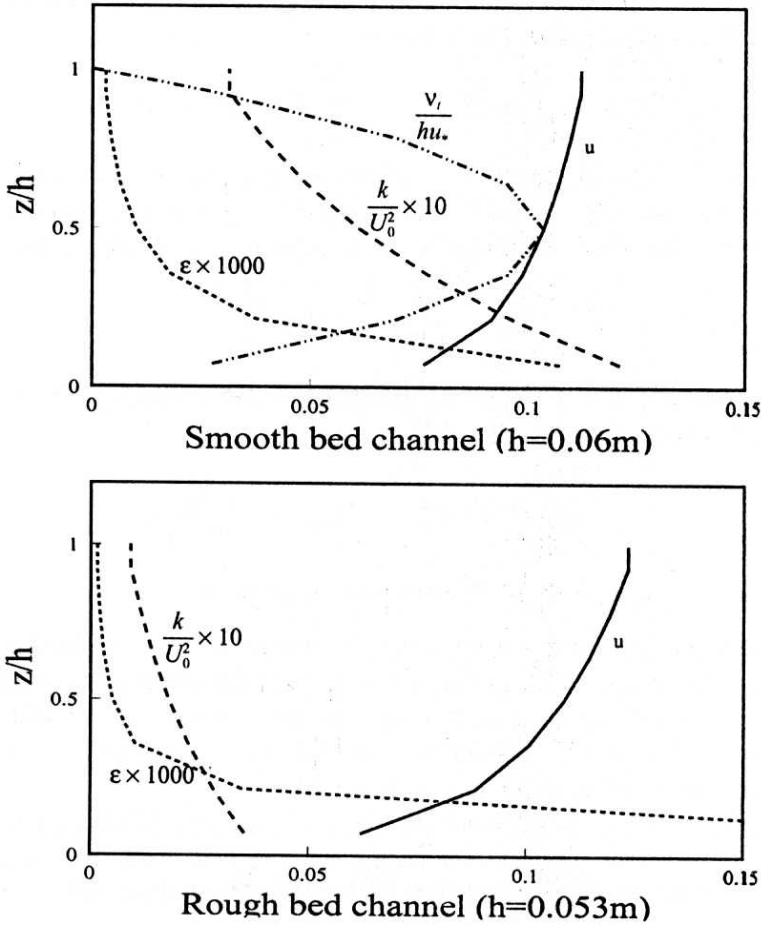 1
0.5
0
z/h
ν_t / hu_*
u
k / U_0^2 ×10
ε×1000
0 0.05 0.1 0.15
Smooth bed channel (h=0.06m)
1
0.5
0
z/h
k / U_0^2 ×10
u
ε×1000
0 0.05 0.1 0.15
Rough bed channel (h=0.053m)